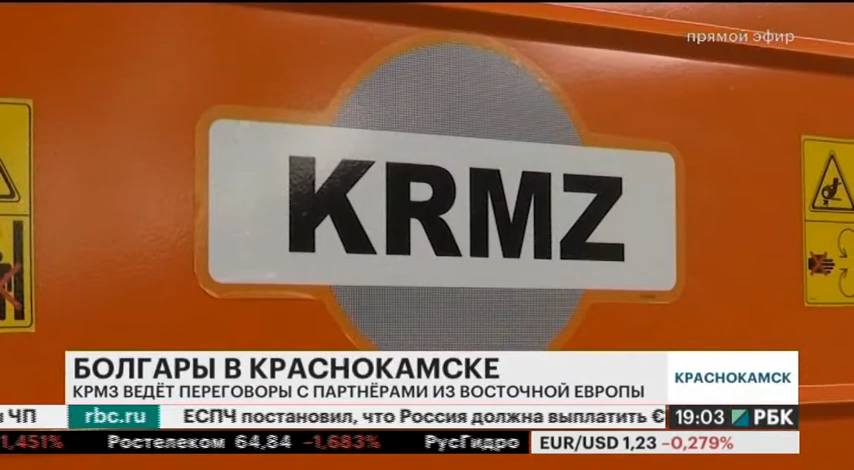 прямой эфир
KRMZ
БОЛГАРЫ В КРАСНОКАМСКЕ
КРМЗ ВЕДЁТ ПЕРЕГОВОРЫ С ПАРТНЁРАМИ ИЗ ВОСТОЧНОЙ ЕВРОПЫ
КРАСНОКАМСК
ЧП rbc.ru ЕСПЧ постановил, что Россия должна выплатить € 19:03 РБК
1,451% Ростелеком 64,84 -1,683% РусГидро EUR/USD 1,23 -0,279%